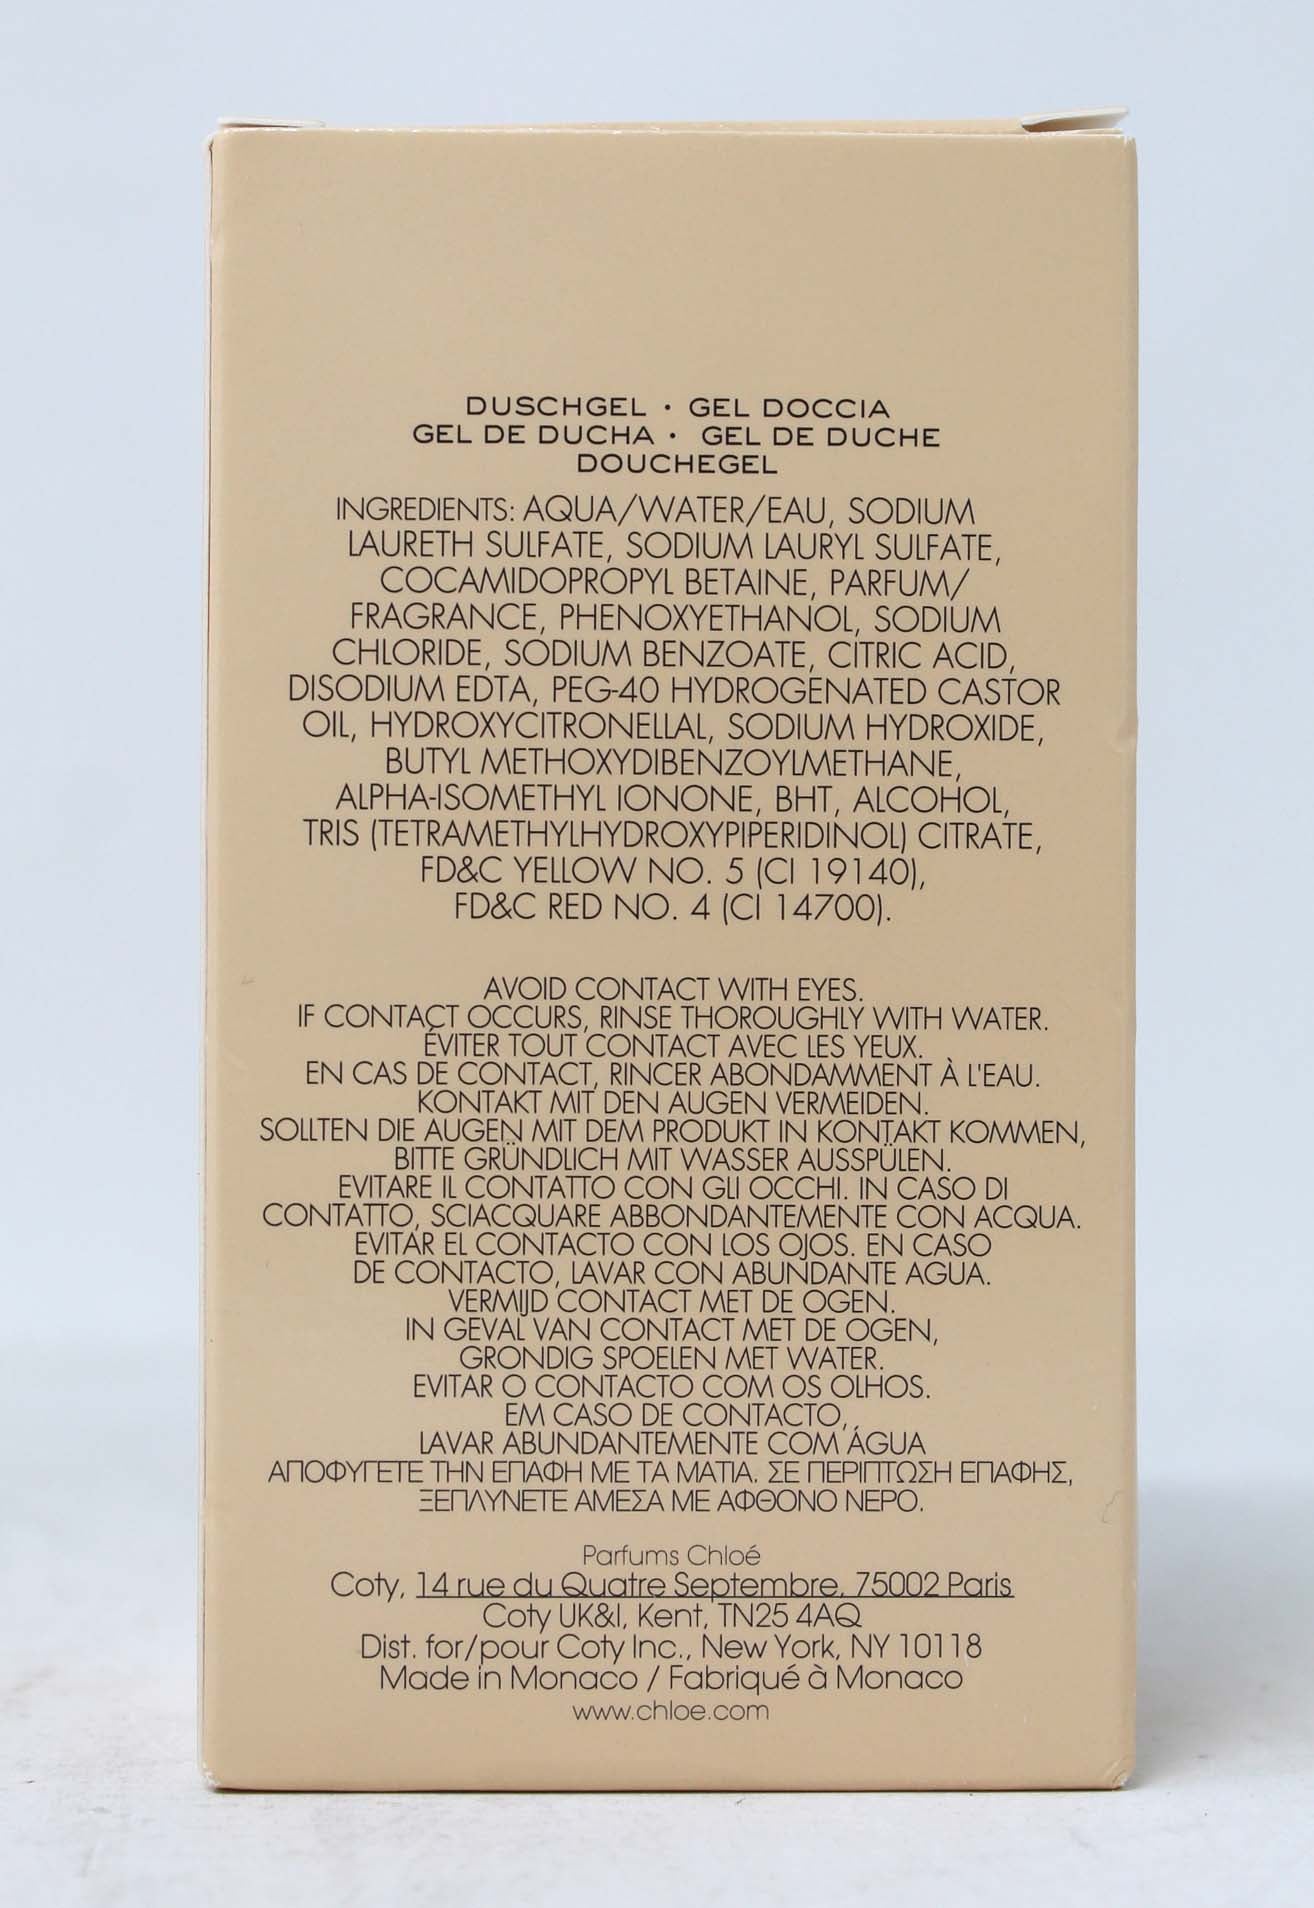 DUSCHGEL • GEL DOCCIA
GEL DE DUCHA • GEL DE DUCHE
DOUCHEGEL
INGREDIENTS: AQUA/WATER/EAU, SODIUM
LAURETH SULFATE, SODIUM LAURYL SULFATE,
COCAMIDOPROPYL BETAINE, PARFUM/
FRAGRANCE, PHENOXYETHANOL, SODIUM
CHLORIDE, SODIUM BENZOATE, CITRIC ACID,
DISODIUM EDTA, PEG-40 HYDROGENATED CASTOR
OIL, HYDROXYCITRONELLAL, SODIUM HYDROXIDE,
BUTYL METHOXYDIBENZOYLMETHANE,
ALPHA-ISOMETHYL IONONE, BHT, ALCOHOL,
TRIS (TETRAMETHYLHYDROXYPIPERIDINOL) CITRATE,
FD&C YELLOW NO. 5 (CI 19140),
FD&C RED NO. 4 (CI 14700).
AVOID CONTACT WITH EYES.
IF CONTACT OCCURS, RINSE THOROUGHLY WITH WATER.
ÉVITER TOUT CONTACT AVEC LES YEUX.
EN CAS DE CONTACT, RINCER ABONDAMMENT À L'EAU.
KONTAKT MIT DEN AUGEN VERMEIDEN.
SOLLTEN DIE AUGEN MIT DEM PRODUKT IN KONTAKT KOMMEN,
BITTE GRÜNDLICH MIT WASSER AUSSPÜLEN.
EVITARE IL CONTATTO CON GLI OCCHI. IN CASO DI
CONTATTO, SCIACQUARE ABBONDANTEMENTE CON ACQUA.
EVITAR EL CONTACTO CON LOS OJOS. EN CASO
DE CONTACTO, LAVAR CON ABUNDANTE AGUA.
VERMIJD CONTACT MET DE OGEN.
IN GEVAL VAN CONTACT MET DE OGEN,
GRONDIG SPOELEN MET WATER.
EVITAR O CONTACTO COM OS OLHOS.
EM CASO DE CONTACTO,
LAVAR ABUNDANTEMENTE COM ÁGUA
ΑΠΟΦΥΓΕΤΕ ΤΗΝ ΕΠΑΦΗ ΜΕ ΤΑ ΜΑΤΙΑ. ΣΕ ΠΕΡΙΠΤΩΣΗ ΕΠΑΦΗΣ,
ΞΕΠΛΥΝΕΤΕ ΑΜΕΣΑ ΜΕ ΑΦΘΟΝΟ ΝΕΡΟ.
Parfums Chloé
Coty, 14 rue du Quatre Septembre, 75002 Paris
Coty UK&I, Kent, TN25 4AQ
Dist. for/pour Coty Inc., New York, NY 10118
Made in Monaco / Fabriqué à Monaco
www.chloe.com